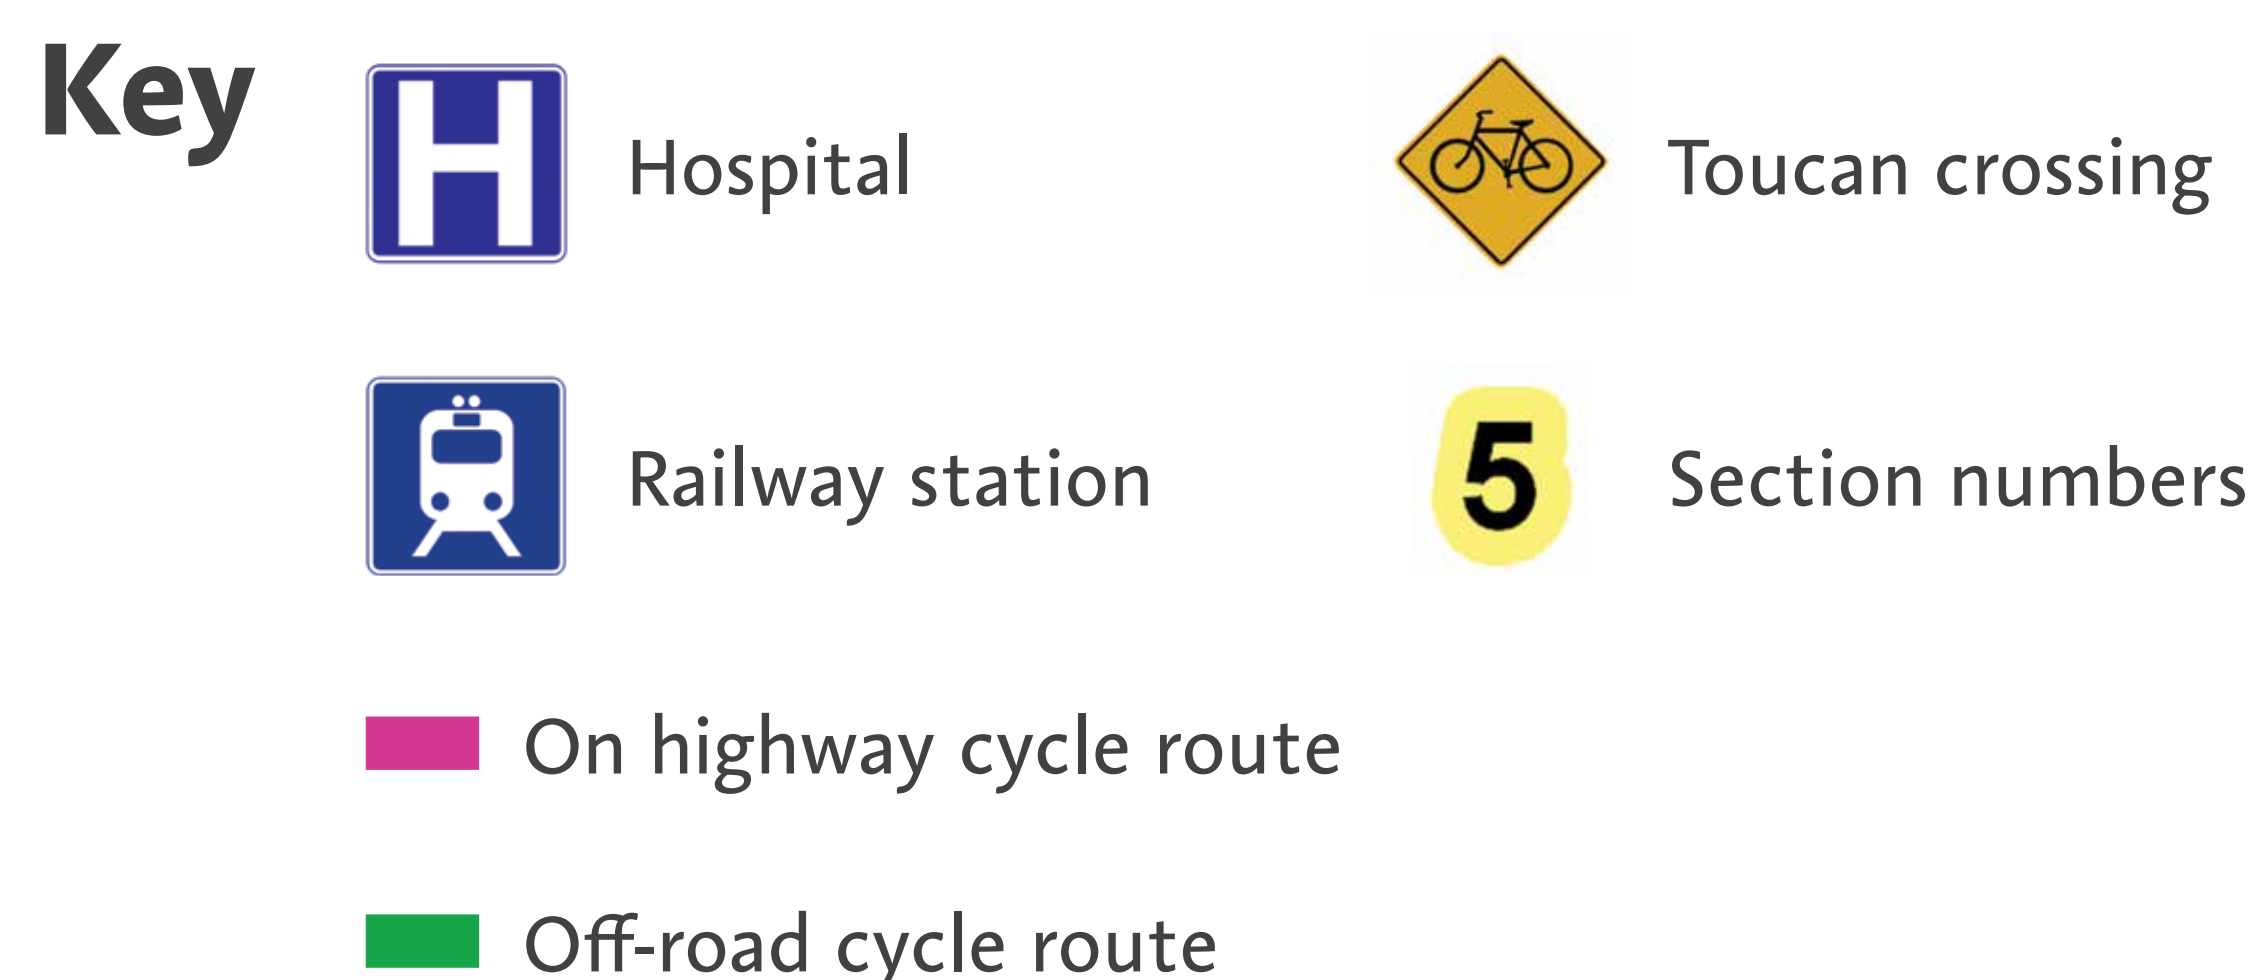 Key
H
Hospital
Toucan crossing
Railway station
5
Section numbers
On highway cycle route
Off-road cycle route